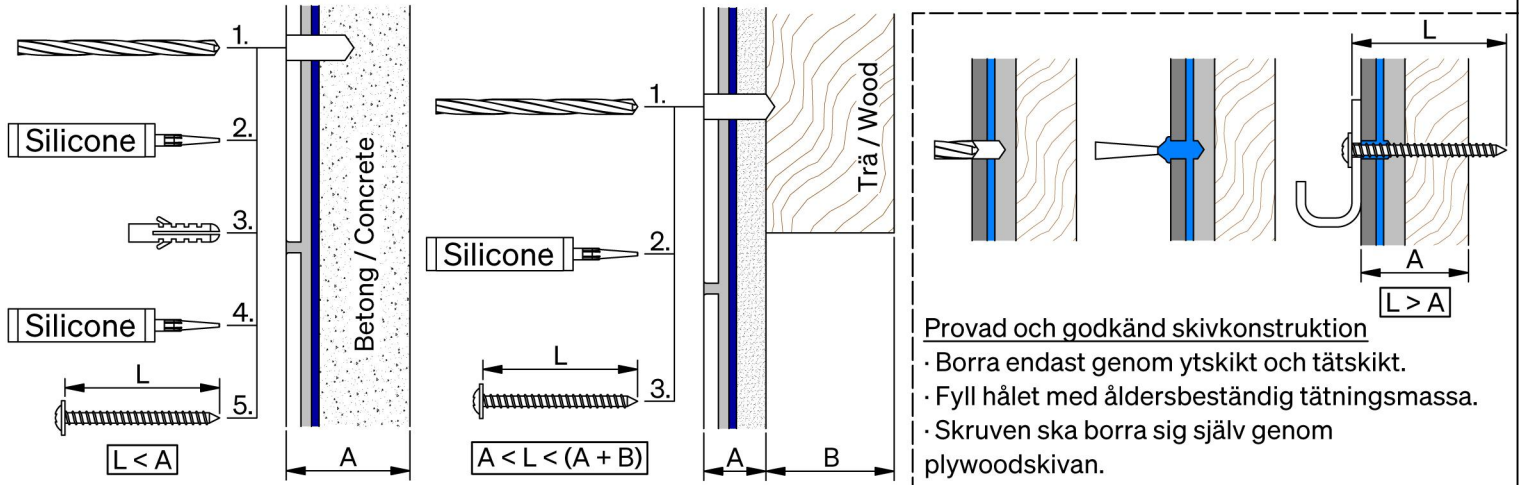 1.
Silicone
2.
3.
Silicone
4.
L
5.
L < A
Betong / Concrete
A
1.
Silicone
2.
L
3.
A < L < (A + B)
Trä / Wood
A
B
L
A
L > A
Provad och godkänd skivkonstruktion
· Borra endast genom ytskikt och tätskikt.
· Fyll hålet med åldersbeständig tätningsmassa.
· Skruven ska borra sig själv genom
plywoodskivan.